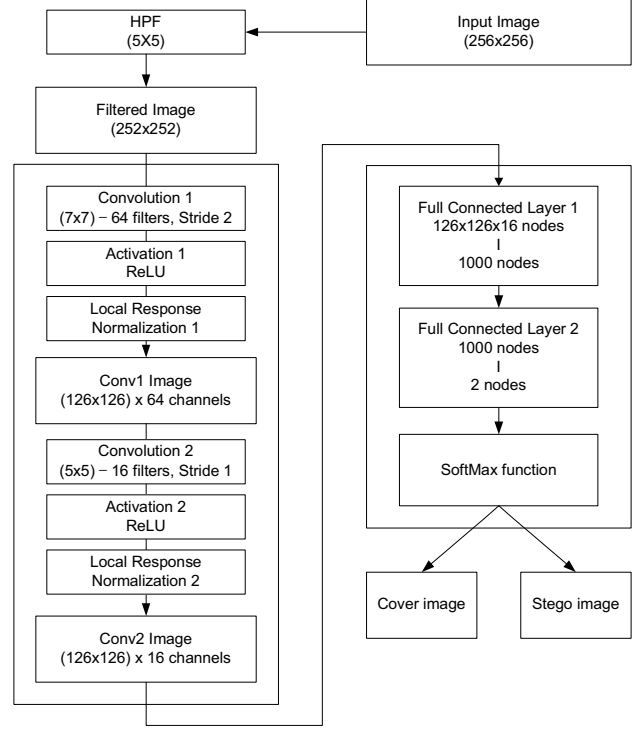 Input Image
(256x256)
HPF
(5X5)
Filtered Image
(252x252)
Convolution 1
(7x7) – 64 filters, Stride 2
Activation 1
ReLU
Local Response
Normalization 1
Conv1 Image
(126x126) x 64 channels
Convolution 2
(5x5) – 16 filters, Stride 1
Activation 2
ReLU
Local Response
Normalization 2
Conv2 Image
(126x126) x 16 channels
Full Connected Layer 1
126x126x16 nodes
I
1000 nodes
Full Connected Layer 2
1000 nodes
I
2 nodes
SoftMax function
Cover image
Stego image